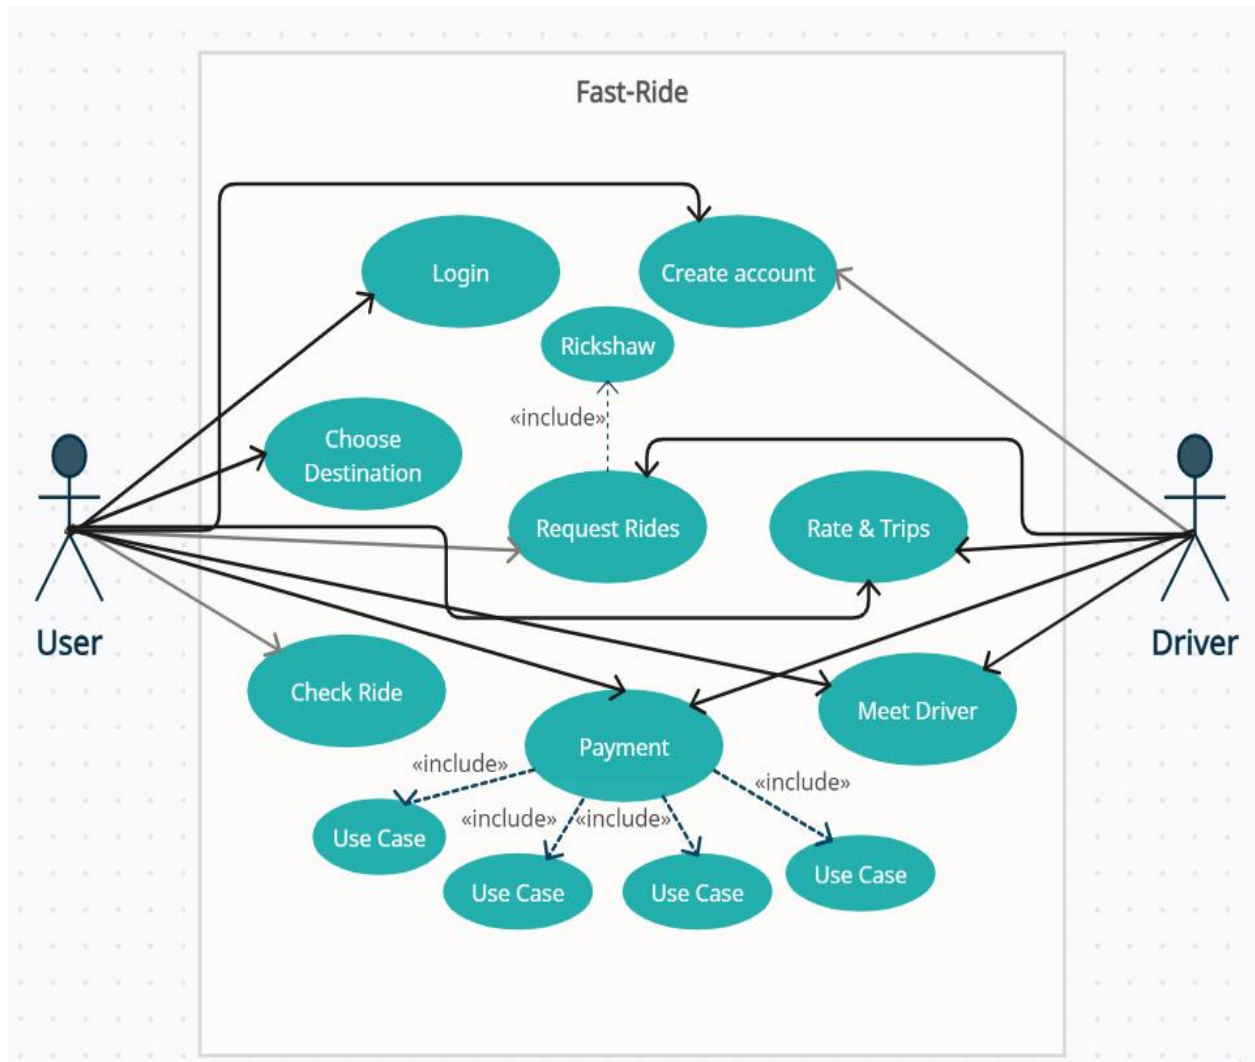 Fast-Ride
Login
Create account
Rickshaw
«include»
Choose
Destination
Request Rides
Rate & Trips
User
Driver
Check Ride
Meet Driver
Payment
«include»
«include»
«include»
«include»
Use Case
Use Case
Use Case
Use Case